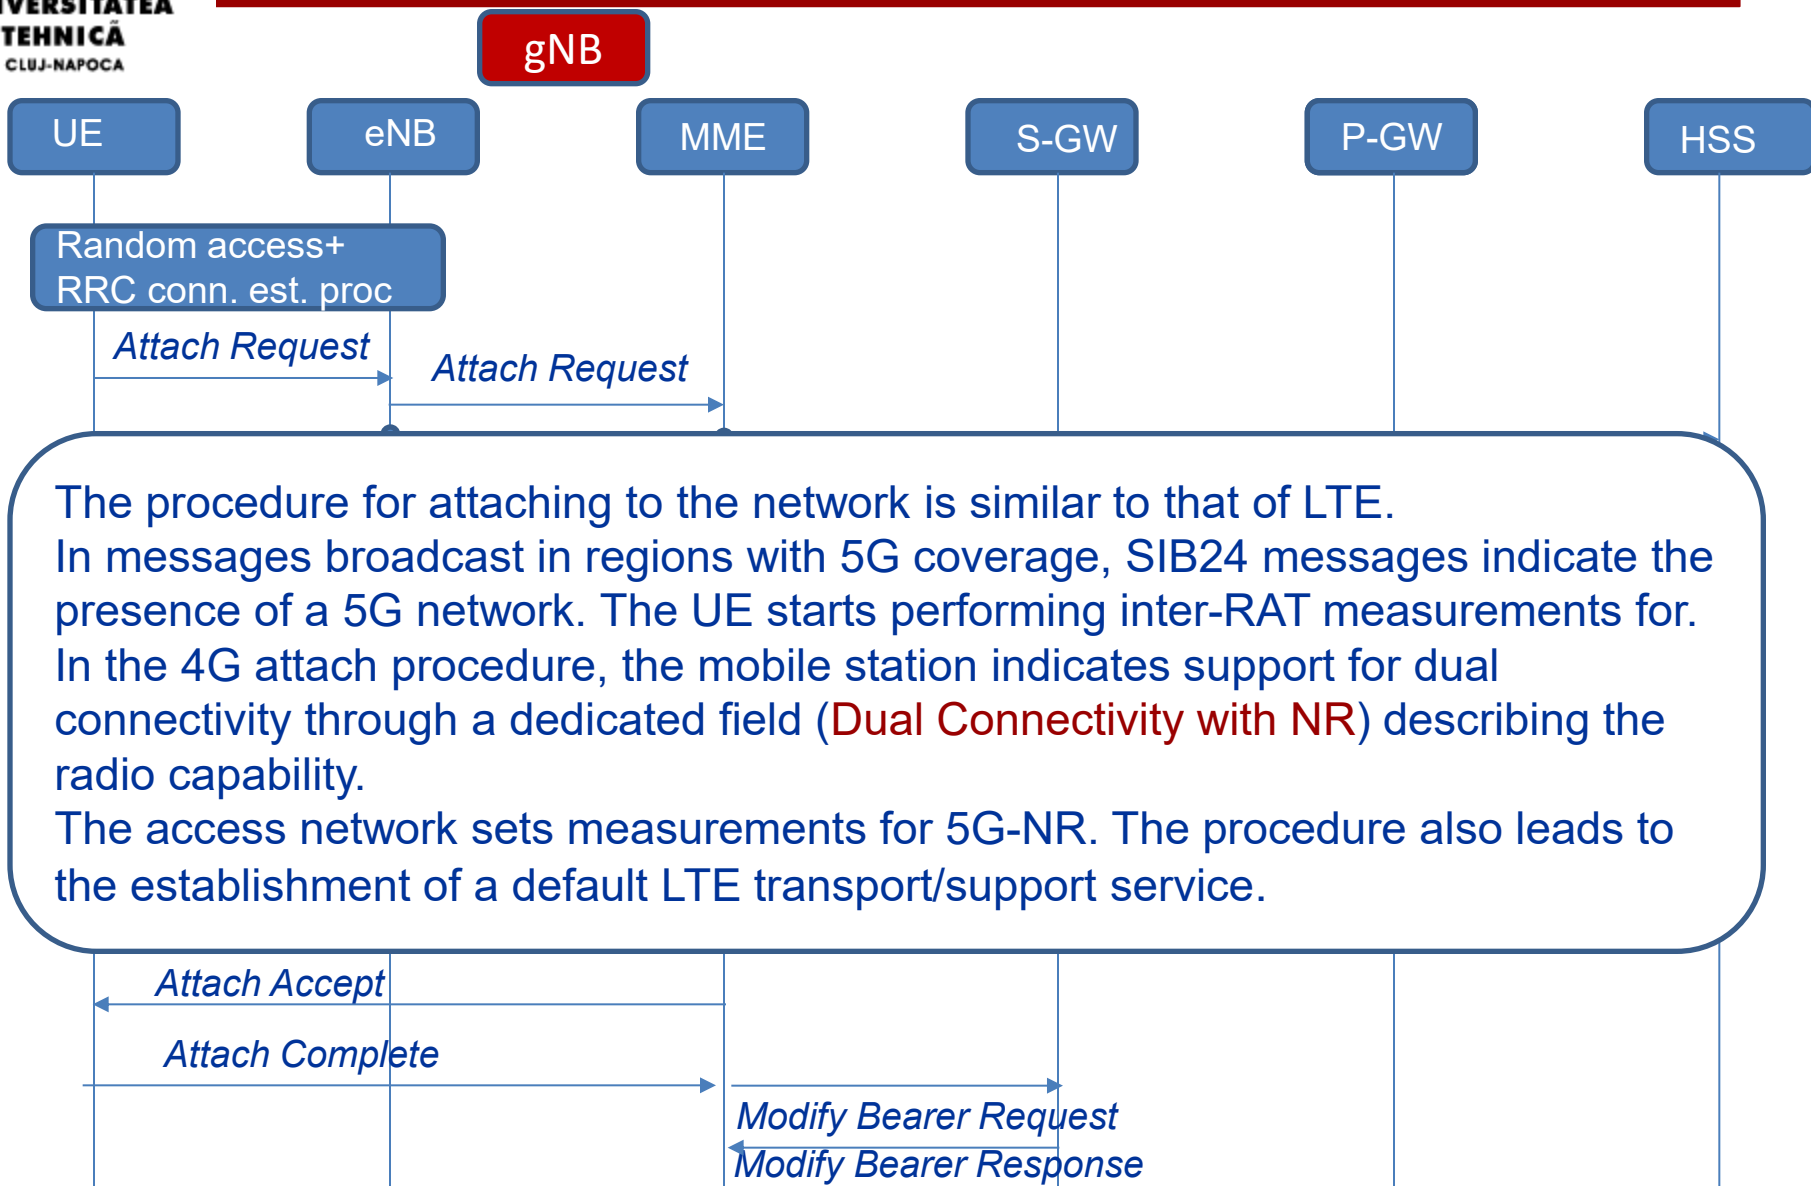 TEHNICĂ
CLUJ-NAPOCA
gNB
UE
eNB
MME
S-GW
P-GW
HSS
Random access+
RRC conn. est. proc
Attach Request
Attach Request
The procedure for attaching to the network is similar to that of LTE.
In messages broadcast in regions with 5G coverage, SIB24 messages indicate the
presence of a 5G network. The UE starts performing inter-RAT measurements for.
In the 4G attach procedure, the mobile station indicates support for dual
connectivity through a dedicated field (Dual Connectivity with NR) describing the
radio capability.
The access network sets measurements for 5G-NR. The procedure also leads to
the establishment of a default LTE transport/support service.
Attach Accept
Attach Complete
Modify Bearer Request
Modify Bearer Response